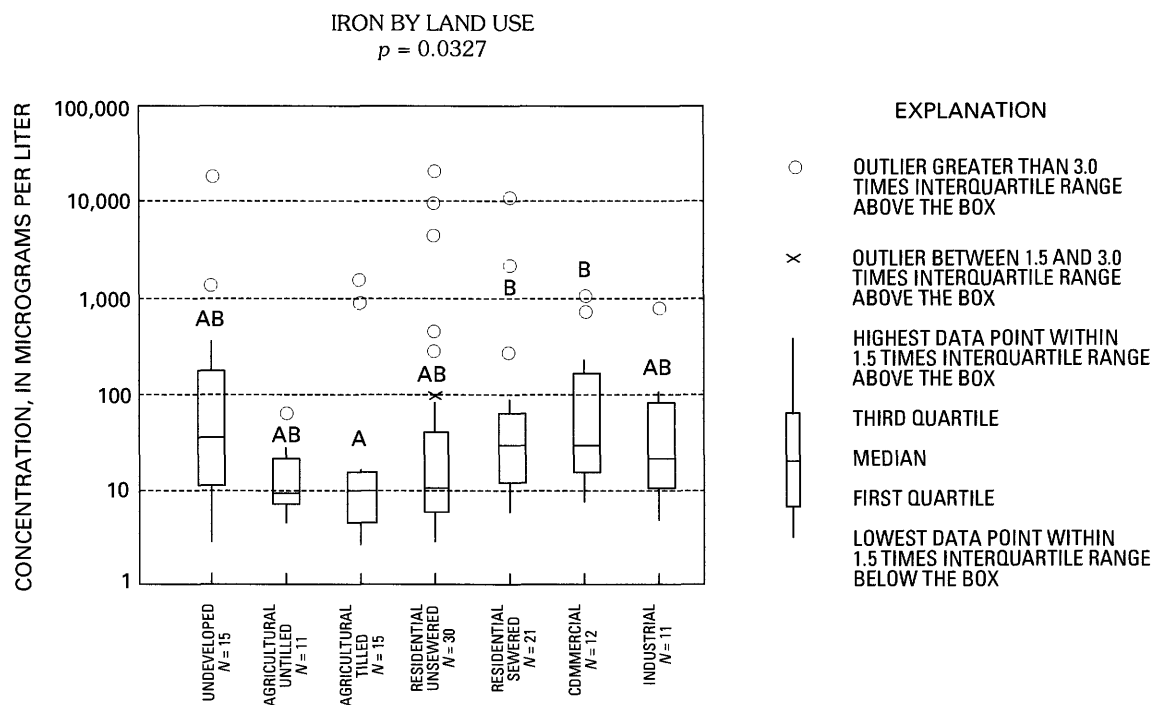 IRON BY LAND USE
p = 0.0327
CONCENTRATION, IN MICROGRAMS PER LITER
100,000
10,000
1,000
100
10
1
AB
AB
A
AB
B
B
AB
UNDEVELOPED
N = 15
AGRICULTURAL
UNTILLED
N = 11
AGRICULTURAL
TILLED
N = 15
RESIDENTIAL
UNSEWERED
N = 30
RESIDENTIAL
SEWERED
N = 21
COMMERCIAL
N = 12
INDUSTRIAL
N = 11
EXPLANATION
OUTLIER GREATER THAN 3.0
TIMES INTERQUARTILE RANGE
ABOVE THE BOX
OUTLIER BETWEEN 1.5 AND 3.0
TIMES INTERQUARTILE RANGE
ABOVE THE BOX
HIGHEST DATA POINT WITHIN
1.5 TIMES INTERQUARTILE RANGE
ABOVE THE BOX
THIRD QUARTILE
MEDIAN
FIRST QUARTILE
LOWEST DATA POINT WITHIN
1.5 TIMES INTERQUARTILE RANGE
BELOW THE BOX